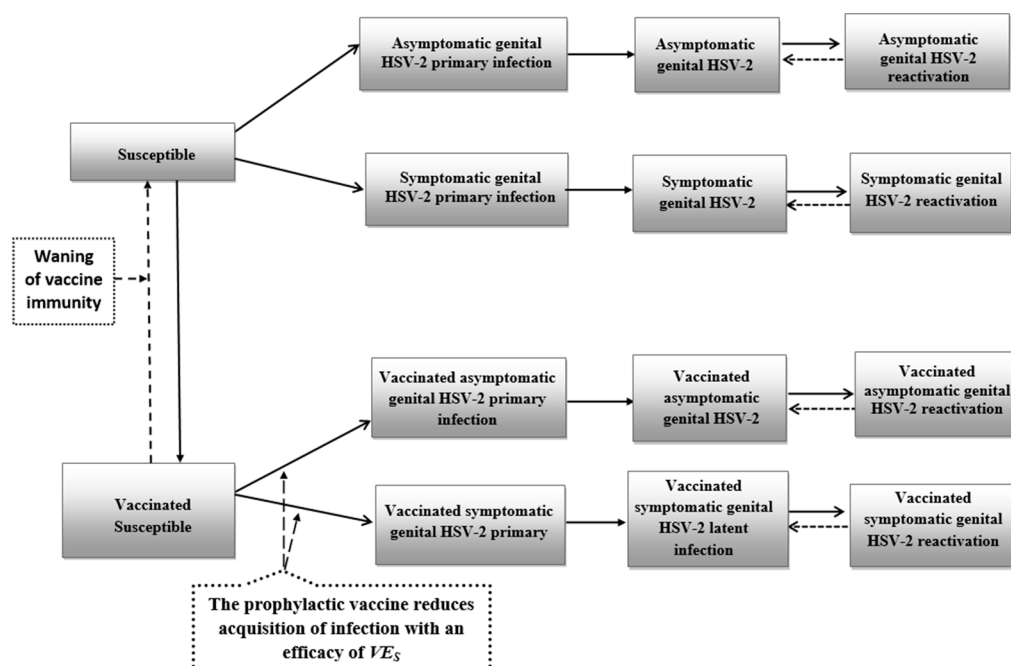 Asymptomatic genital
HSV-2 primary infection
Asymptomatic
genital HSV-2
Asymptomatic
genital HSV-2
reactivation
Susceptible
Symptomatic genital
HSV-2 primary infection
Symptomatic
genital HSV-2
Symptomatic genital
HSV-2 reactivation
Waning
of vaccine
immunity
Vaccinated asymptomatic
genital HSV-2 primary
infection
Vaccinated
asymptomatic
genital HSV-2
Vaccinated
asymptomatic genital
HSV-2 reactivation
Vaccinated
Susceptible
Vaccinated symptomatic
genital HSV-2 primary
Vaccinated
symptomatic genital
HSV-2 latent
infection
Vaccinated
symptomatic genital
HSV-2 reactivation
The prophylactic vaccine reduces
acquisition of infection with an
efficacy of VES